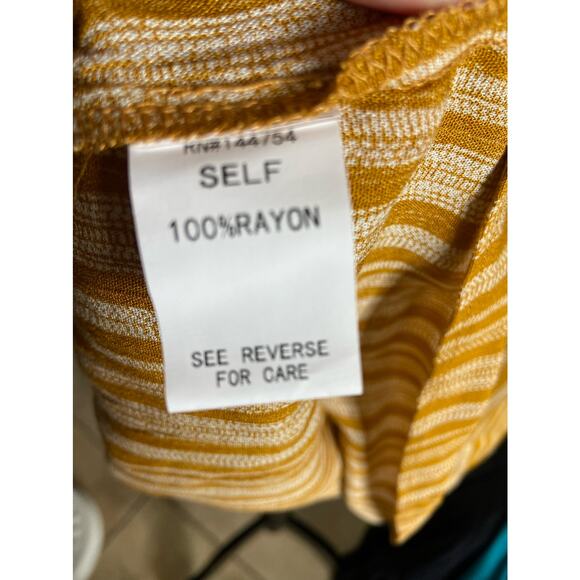 RN#144754
SELF
100%RAYON
SEE REVERSE
FOR CARE